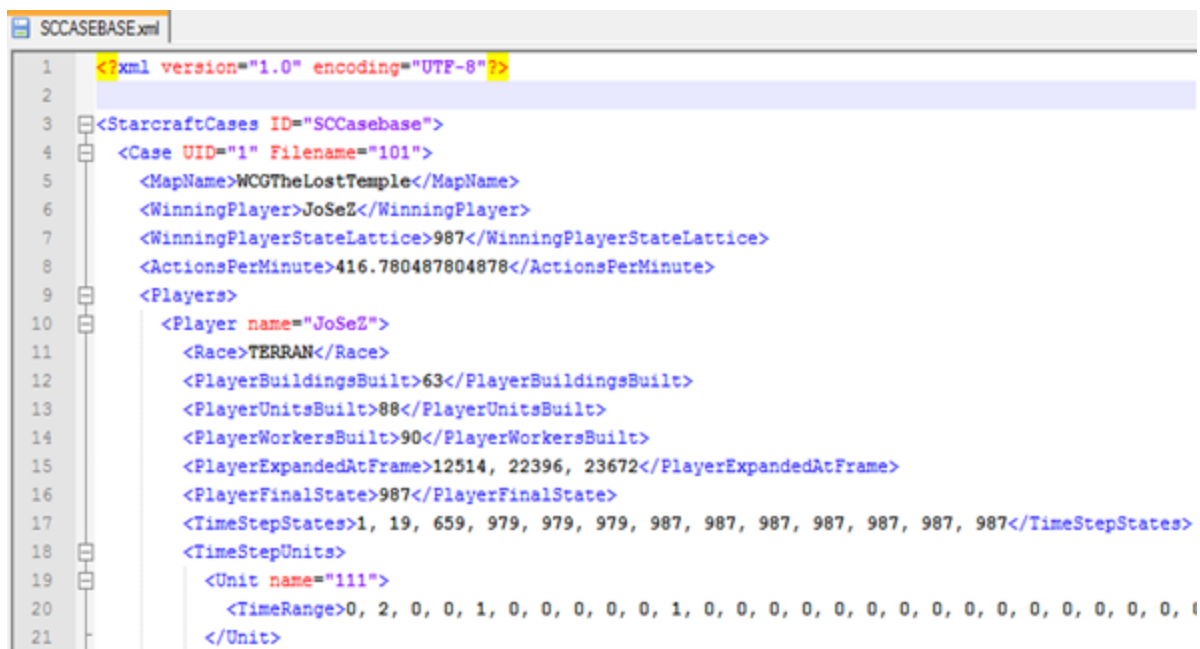 SCCASEBASE.xml
1 <?xml version="1.0" encoding="UTF-8"?>
2
3 <StarcraftCases ID="SCCasebase">
4 <Case UID="1" Filename="101">
5 <MapName>WCGTheLostTemple</MapName>
6 <WinningPlayer>JoSeZ</WinningPlayer>
7 <WinningPlayerStateLattice>987</WinningPlayerStateLattice>
8 <ActionsPerMinute>416.780487804878</ActionsPerMinute>
9 <Players>
10 <Player name="JoSeZ">
11 <Race>TERRAN</Race>
12 <PlayerBuildingsBuilt>63</PlayerBuildingsBuilt>
13 <PlayerUnitsBuilt>88</PlayerUnitsBuilt>
14 <PlayerWorkersBuilt>90</PlayerWorkersBuilt>
15 <PlayerExpandedAtFrame>12514, 22396, 23672</PlayerExpandedAtFrame>
16 <PlayerFinalState>987</PlayerFinalState>
17 <TimeStepStates>1, 19, 659, 979, 979, 979, 987, 987, 987, 987, 987, 987, 987</TimeStepStates>
18 <TimeStepUnits>
19 <Unit name="111">
20 <TimeRange>0, 2, 0, 0, 1, 0, 0, 0, 0, 0, 1, 0, 0, 0, 0, 0, 0, 0, 0, 0, 0, 0, 0, 0, 0, 0,
21 </Unit>